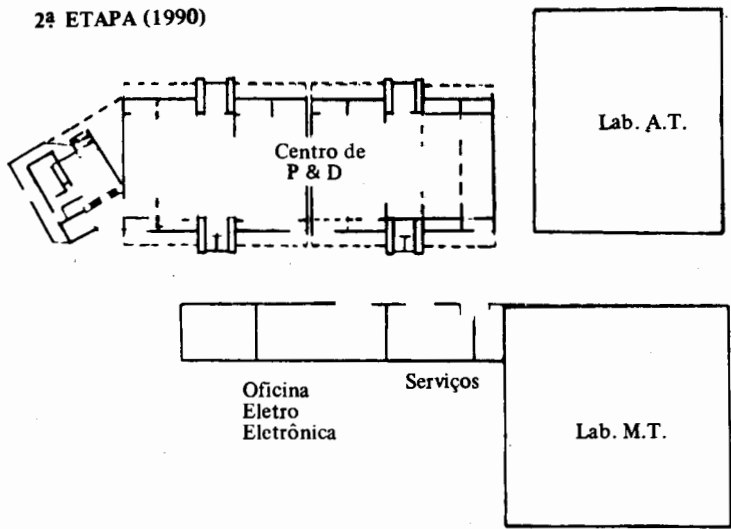 2ª ETAPA (1990)
Lab. A.T.
Centro de
P & D
Oficina
Eletro
Eletrônica
Serviços
Lab. M.T.